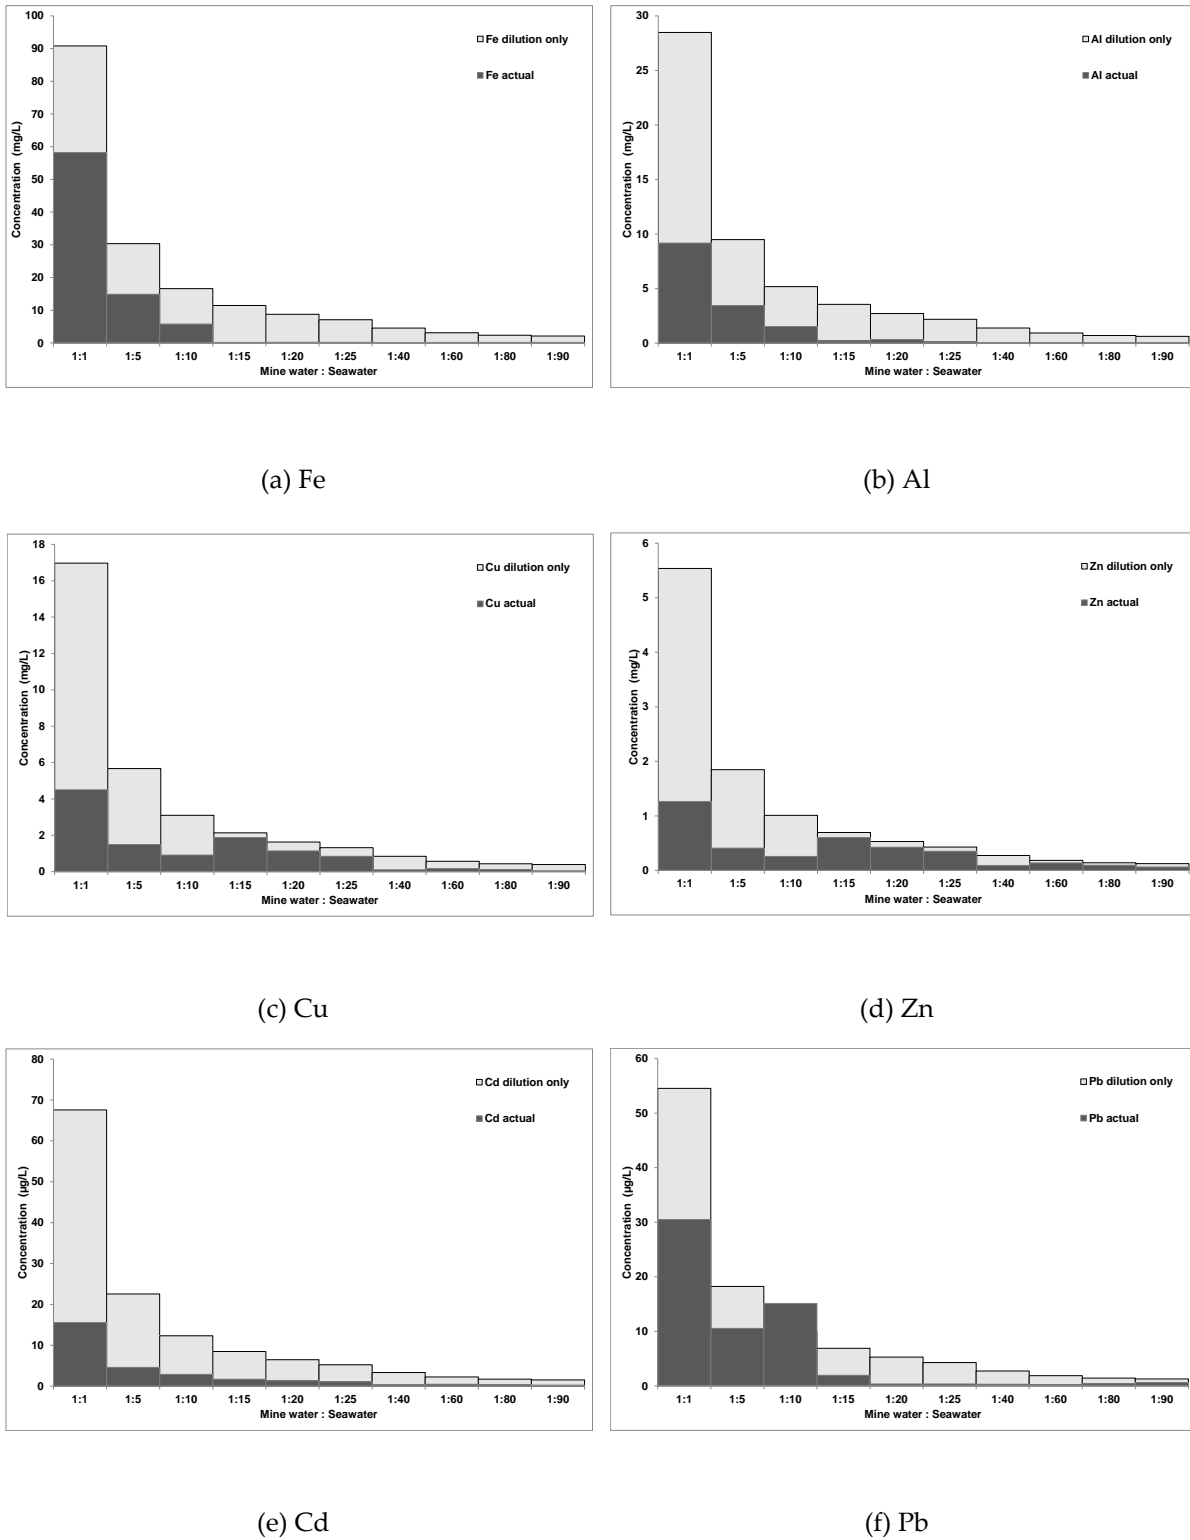 Fe dilution only
Fe actual
Concentration (mg/L)
100
90
80
70
60
50
40
30
20
10
0
1:1 1:5 1:10 1:15 1:20 1:25 1:40 1:60 1:80 1:90
Mine water : Seawater
(a) Fe
Al dilution only
Al actual
Concentration (mg/L)
30
25
20
15
10
5
0
1:1 1:5 1:10 1:15 1:20 1:25 1:40 1:60 1:80 1:90
Mine water : Seawater
(b) Al
Cu dilution only
Cu actual
Concentration (mg/L)
18
16
14
12
10
8
6
4
2
0
1:1 1:5 1:10 1:15 1:20 1:25 1:40 1:60 1:80 1:90
Mine water : Seawater
(c) Cu
Zn dilution only
Zn actual
Concentration (mg/L)
6
5
4
3
2
1
0
1:1 1:5 1:10 1:15 1:20 1:25 1:40 1:60 1:80 1:90
Mine water : Seawater
(d) Zn
Cd dilution only
Cd actual
Concentration (µg/L)
80
70
60
50
40
30
20
10
0
1:1 1:5 1:10 1:15 1:20 1:25 1:40 1:60 1:80 1:90
Mine water : Seawater
(e) Cd
Pb dilution only
Pb actual
Concentration (µg/L)
60
50
40
30
20
10
0
1:1 1:5 1:10 1:15 1:20 1:25 1:40 1:60 1:80 1:90
Mine water : Seawater
(f) Pb